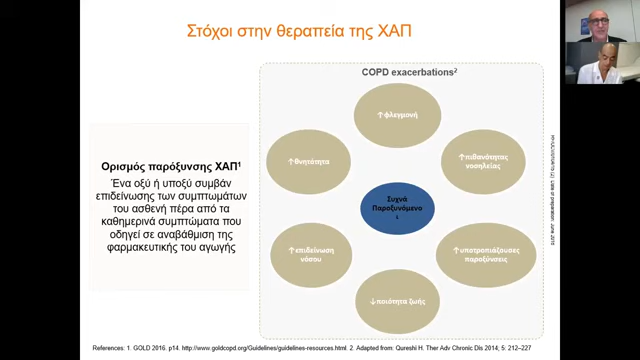 Στόχοι στην θεραπεία της ΧΑΠ
COPD exacerbations2
Ορισμός παρόξυνσης ΧΑΠ1
Ένα οξύ ή υποξύ συμβάν
επιδείνωσης των συμπτωμάτων
του ασθενή πέρα από τα
καθημερινά συμπτώματα που
οδηγεί σε αναβάθμιση της
φαρμακευτικής του αγωγής
↑φλεγμονή
↑θνητότητα
↑πιθανότητας
νοσηλείας
Συχνά
Παροξυνόμενο
ι
↑επιδείνωση
νόσου
↑υποτροπιάζουσες
παροξύνσεις
↓ποιότητα ζωής
References: 1. GOLD 2016. p14. http://www.goldcopd.org/Guidelines/guidelines-resources.html. 2. Adapted from: Qureshi H. Ther Adv Chronic Dis 2014; 5: 212–227